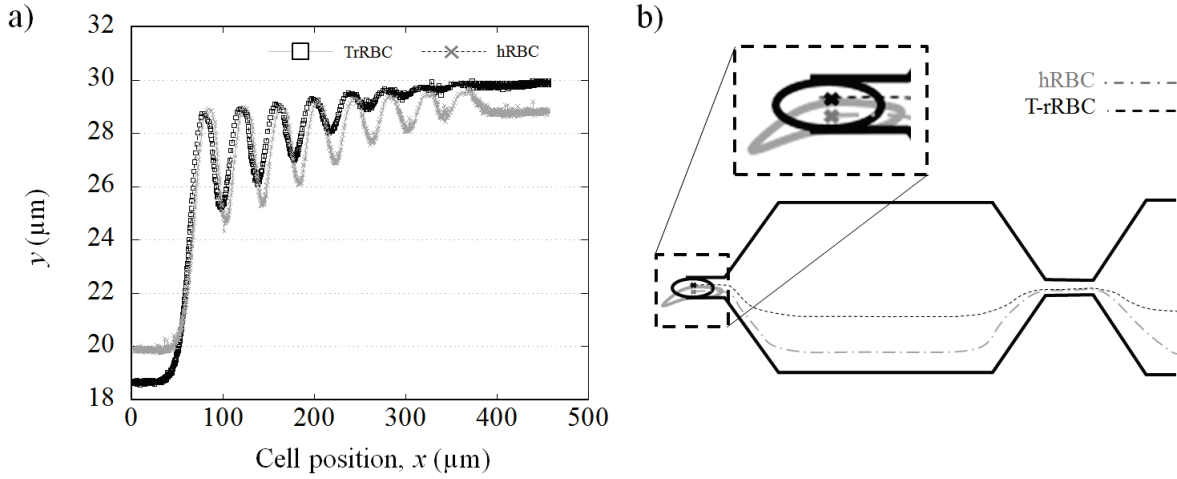 a)
32
30
28
26
24
22
20
18
y (μm)
TrRBC
hRBC
0
100
200
300
400
500
Cell position, x (μm)
b)
hRBC
T-rRBC